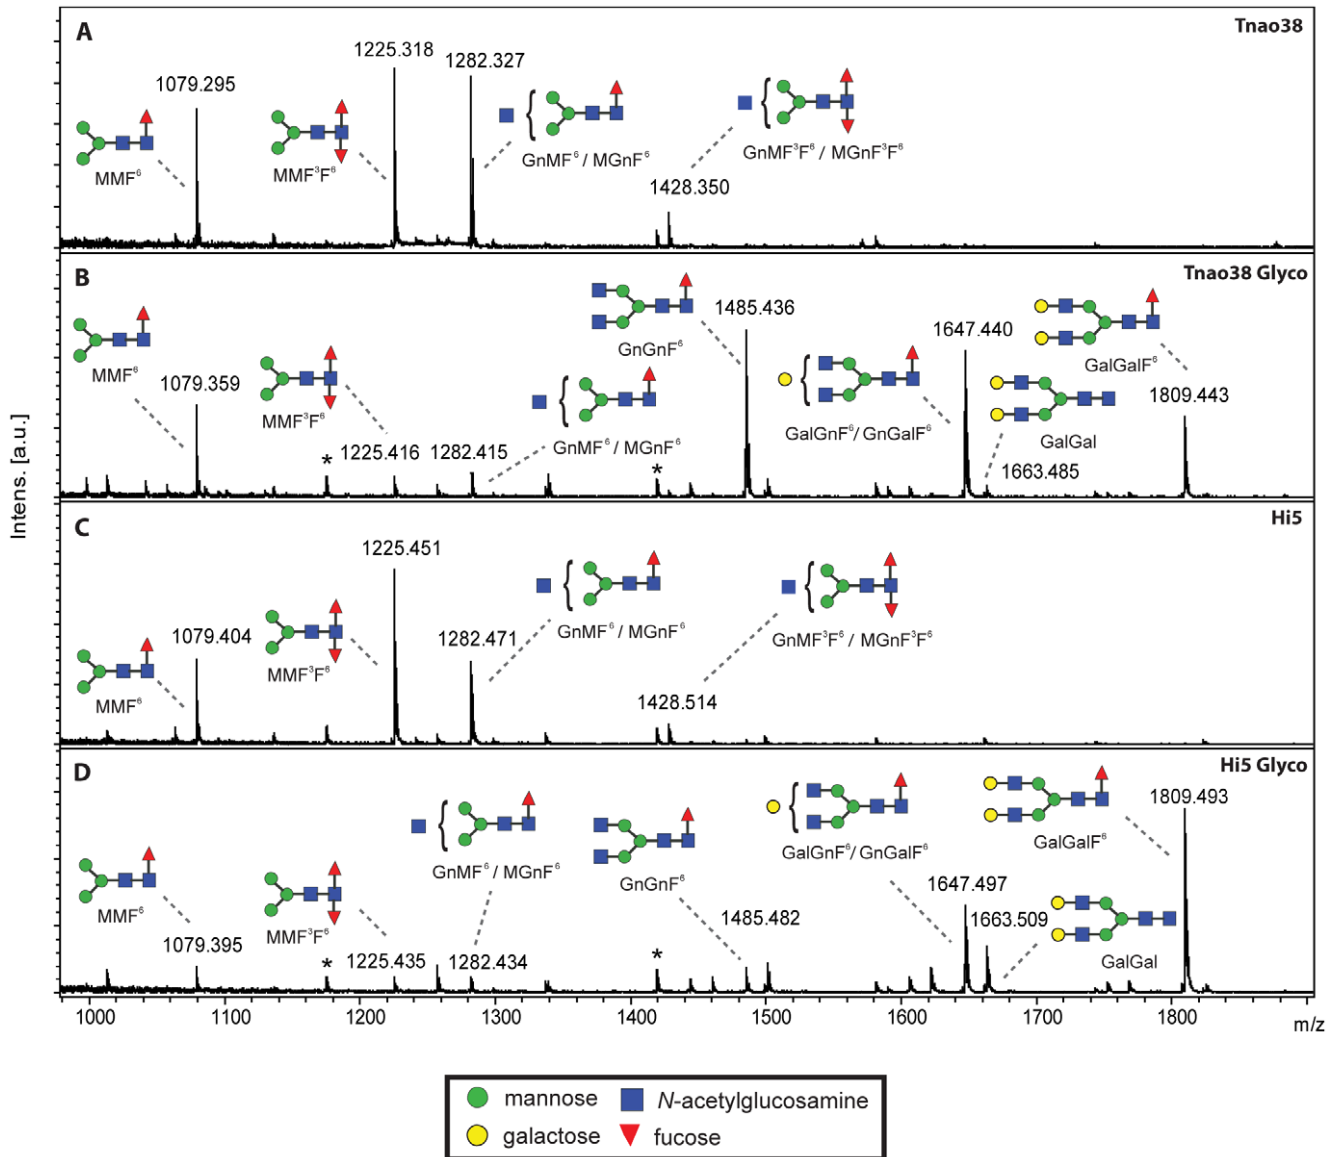 Intens. [a.u.]
A
Tnao38
1079.295
1225.318
1282.327
1428.350
MMF⁶
MMF³F⁶
GnMF⁶ / MGnF⁶
GnMF³F⁶ / MGnF³F⁶
B
Tnao38 Glyco
MMF⁶
1079.359
MMF³F⁶
*
1225.416
1282.415
GnMF⁶ / MGnF⁶
*
GnGnF⁶
1485.436
GalGnF⁶/ GnGalF⁶
1647.440
GalGalF⁶
GalGal
1663.485
1809.443
C
Hi5
1079.404
1225.451
1282.471
1428.514
MMF⁶
MMF³F⁶
GnMF⁶ / MGnF⁶
GnMF³F⁶ / MGnF³F⁶
D
Hi5 Glyco
MMF⁶
1079.395
MMF³F⁶
*
1225.435
1282.434
GnMF⁶ / MGnF⁶
*
GnGnF⁶
1485.482
GalGnF⁶/ GnGalF⁶
1647.497
1663.509
GalGalF⁶
GalGal
1809.493
1000 1100 1200 1300 1400 1500 1600 1700 1800 m/z
mannose N-acetylglucosamine
galactose fucose